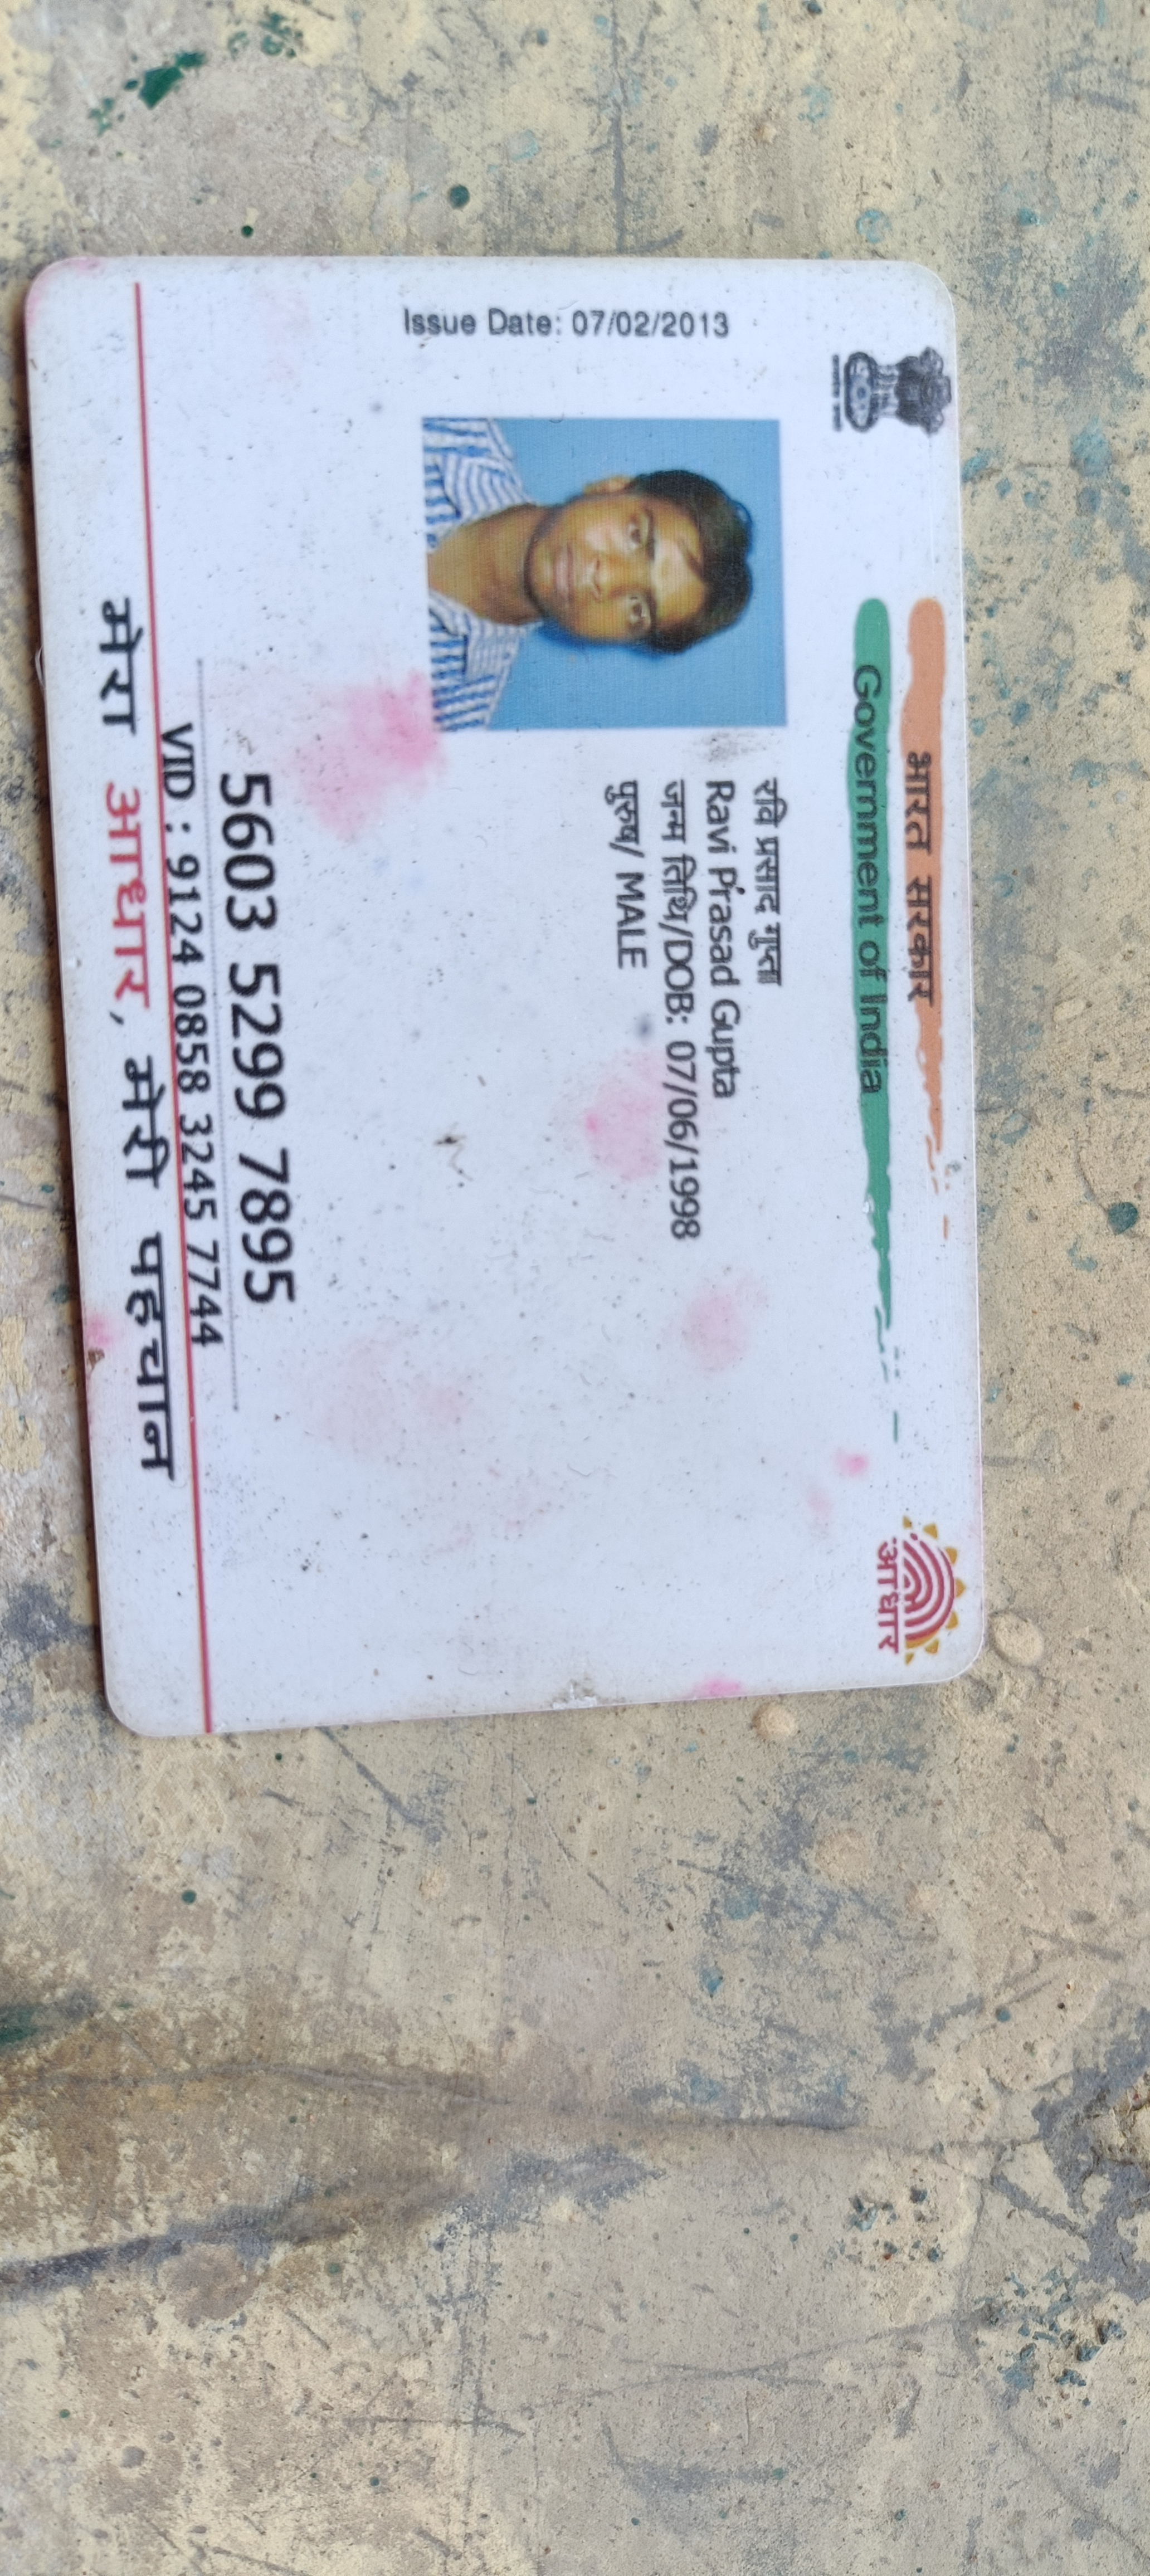 भारत सरकार
Government of India
आधार
Issue Date: 07/02/2013
रवि प्रसाद गुप्ता
Ravi Prasad Gupta
जन्म तिथि/DOB: 07/06/1998
पुरुष/ MALE
5603 5299 7895
VID : 9124 0858 3245 7744
मेरा आधार, मेरी पहचान